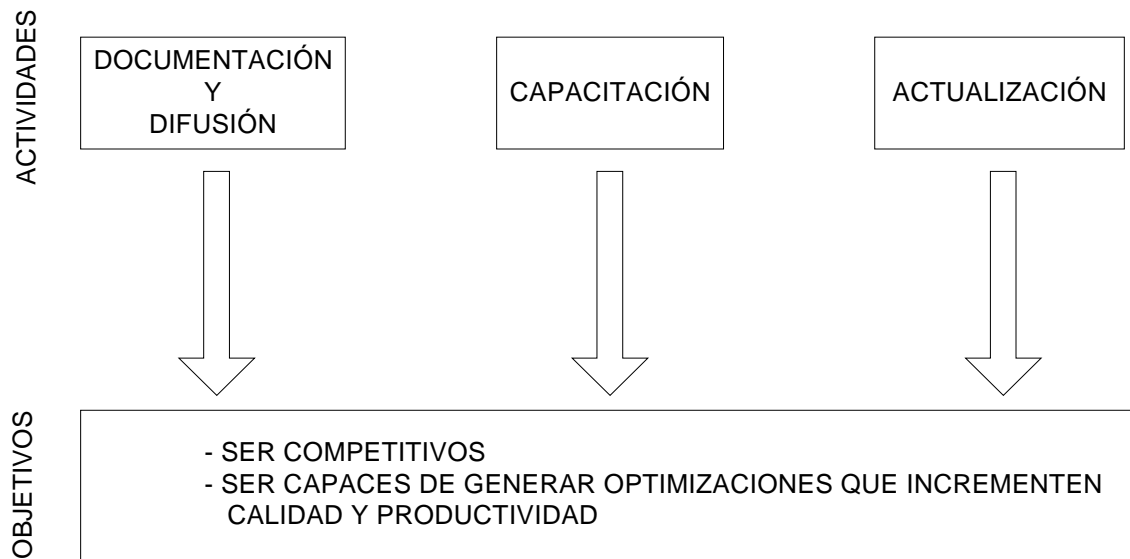 ACTIVIDADES
DOCUMENTACIÓN
Y
DIFUSIÓN
CAPACITACIÓN
ACTUALIZACIÓN
OBJETIVOS
- SER COMPETITIVOS
- SER CAPACES DE GENERAR OPTIMIZACIONES QUE INCREMENTEN
CALIDAD Y PRODUCTIVIDAD